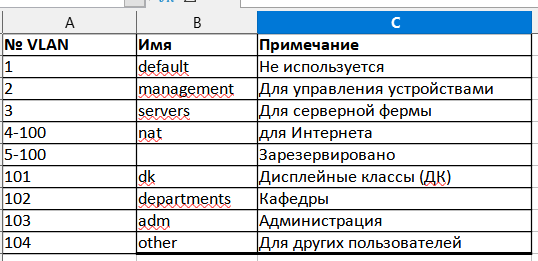 A B C
№ VLAN Имя Примечание
1 default Не используется
2 management Для управления устройствами
3 servers Для серверной фермы
4-100 nat для Интернета
5-100 Зарезервировано
101 dk Дисплейные классы (ДК)
102 departments Кафедры
103 adm Администрация
104 other Для других пользователей